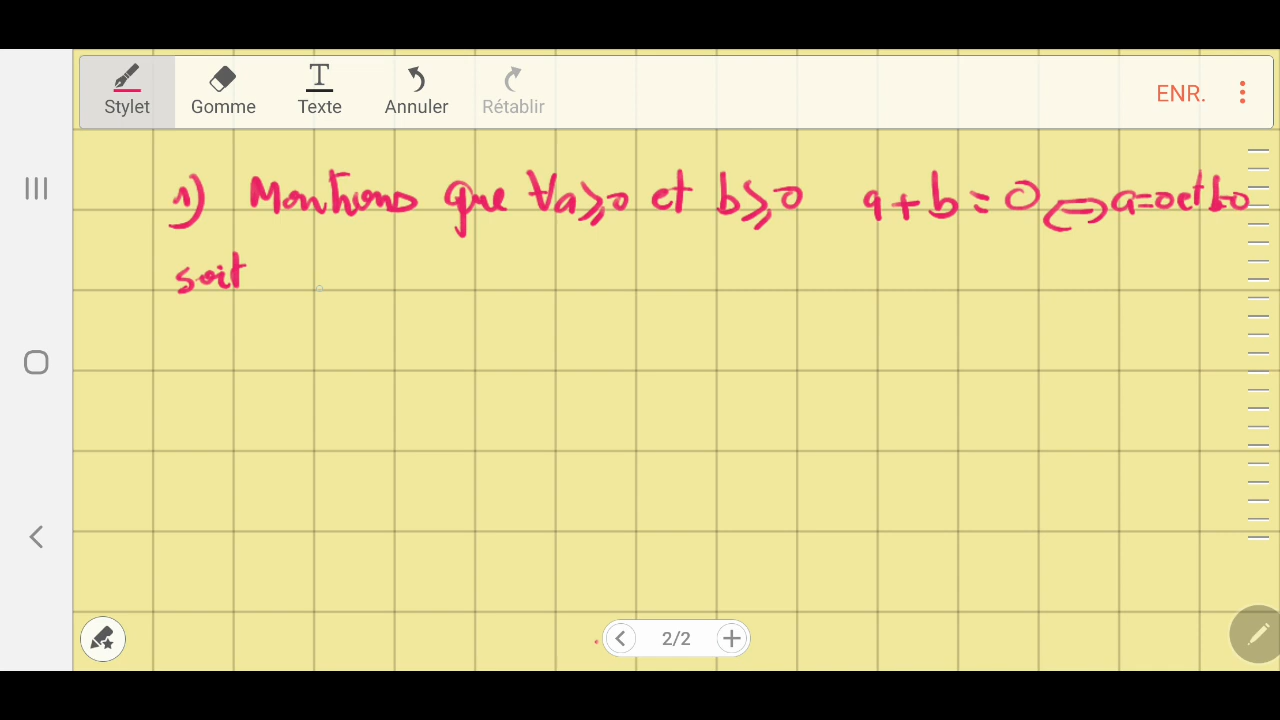 Stylet Gomme Texte Annuler Rétablir ENR.
1) Montrons que ∀a⩾0 et b⩾0 a+b=0 ⇔ a=0 et b=0
soit
2/2